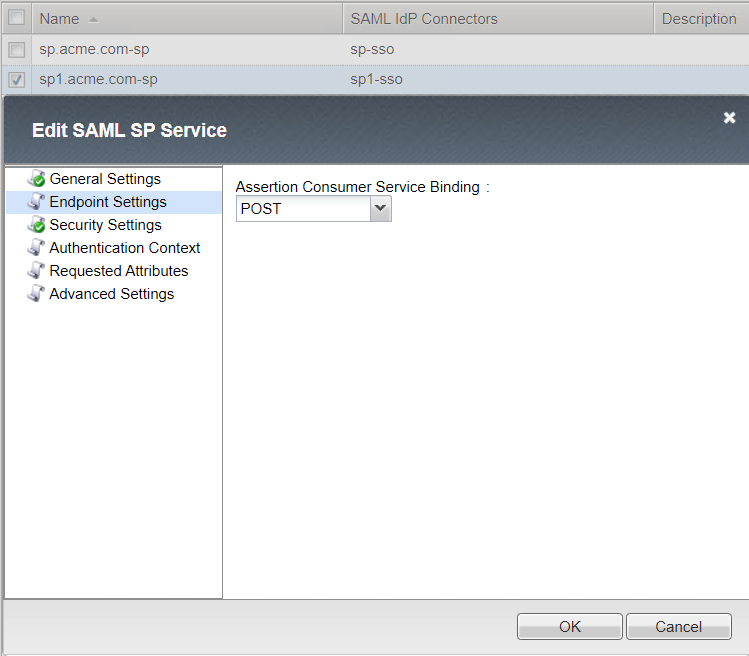 Name SAML IdP Connectors Description
sp.acme.com-sp sp-sso
sp1.acme.com-sp sp1-sso
Edit SAML SP Service
General Settings
Endpoint Settings
Security Settings
Authentication Context
Requested Attributes
Advanced Settings
Assertion Consumer Service Binding :
POST
OK Cancel